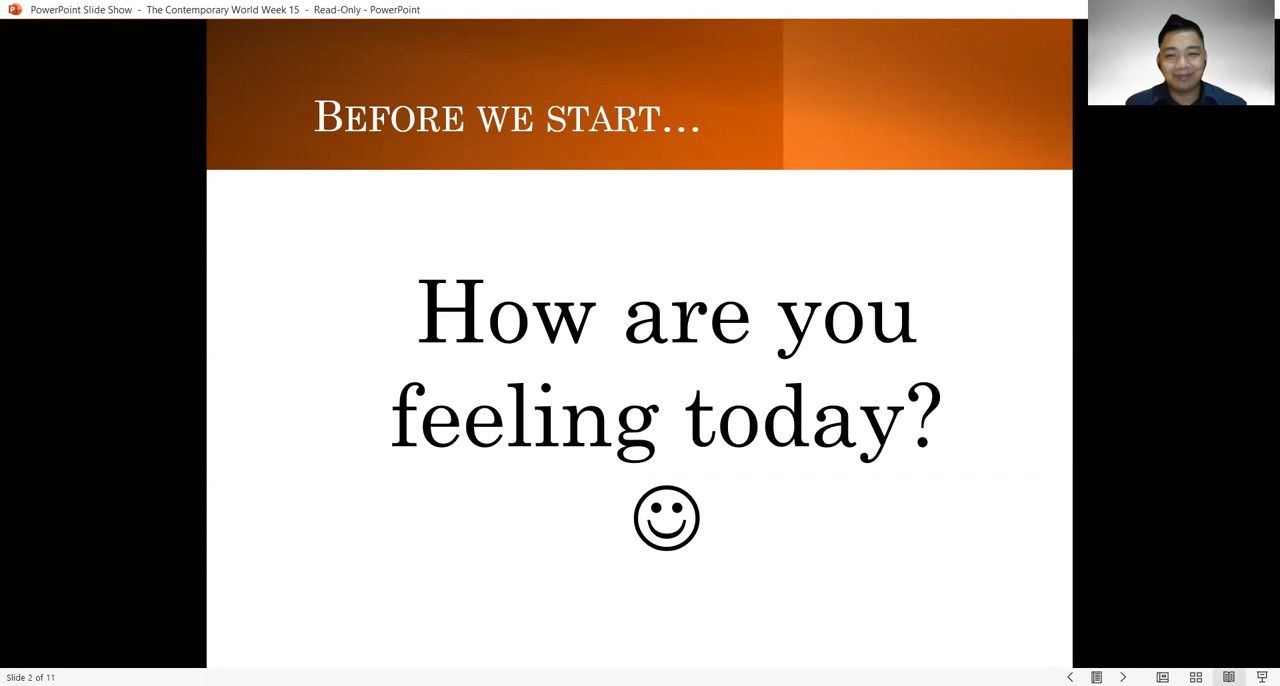 PowerPoint Slide Show - The Contemporary World Week 15 - Read-Only - PowerPoint
BEFORE WE START...
How are you
feeling today?
Slide 2 of 11